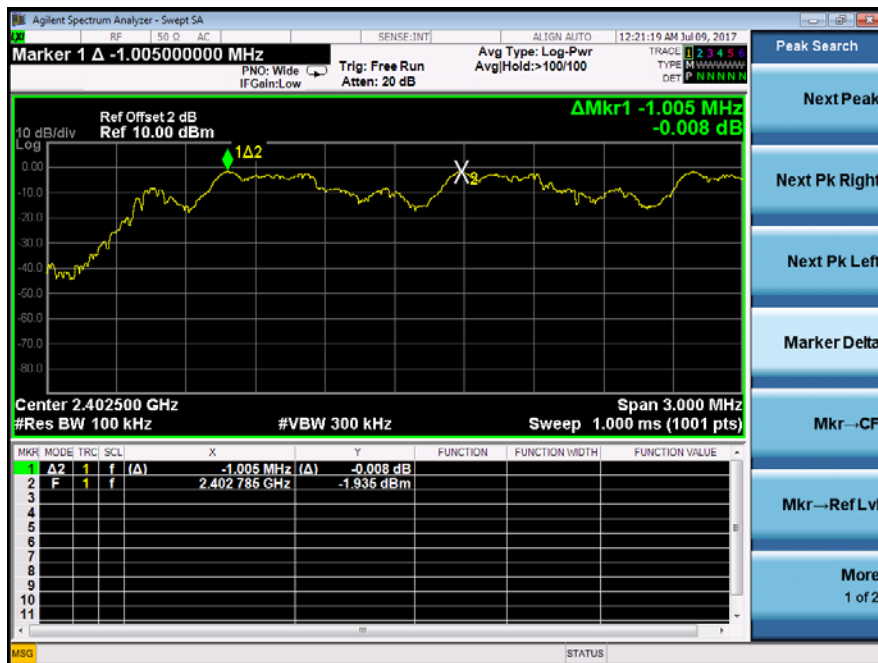 Agilent Spectrum Analyzer - Swept SA
RF 50 Ω AC SENSE:INT ALIGN AUTO 12:21:19 AM Jul 09, 2017
Marker 1 Δ -1.005000000 MHz
PNO: Wide
IFGain:Low
Trig: Free Run
Atten: 20 dB
Avg Type: Log-Pwr
Avg|Hold:>100/100
TRACE 1 2 3 4 5 6
TYPE M WWWWW
DET P N N N N N
Ref Offset 2 dB
10 dB/div Ref 10.00 dBm
Log
ΔMkr1 -1.005 MHz
-0.008 dB
1Δ2
2
0.00
-10.0
-20.0
-30.0
-40.0
-50.0
-60.0
-70.0
-80.0
Center 2.402500 GHz Span 3.000 MHz
#Res BW 100 kHz #VBW 300 kHz Sweep 1.000 ms (1001 pts)
MKR MODE TRC SCL X Y FUNCTION FUNCTION WIDTH FUNCTION VALUE
1 Δ2 1 f (Δ) -1.005 MHz (Δ) -0.008 dB
2 F 1 f 2.402 785 GHz -1.935 dBm
3
4
5
6
7
8
9
10
11
MSG STATUS
Peak Search
Next Peak
Next Pk Right
Next Pk Left
Marker Delta
Mkr→CF
Mkr→Ref Lvl
More
1 of 2